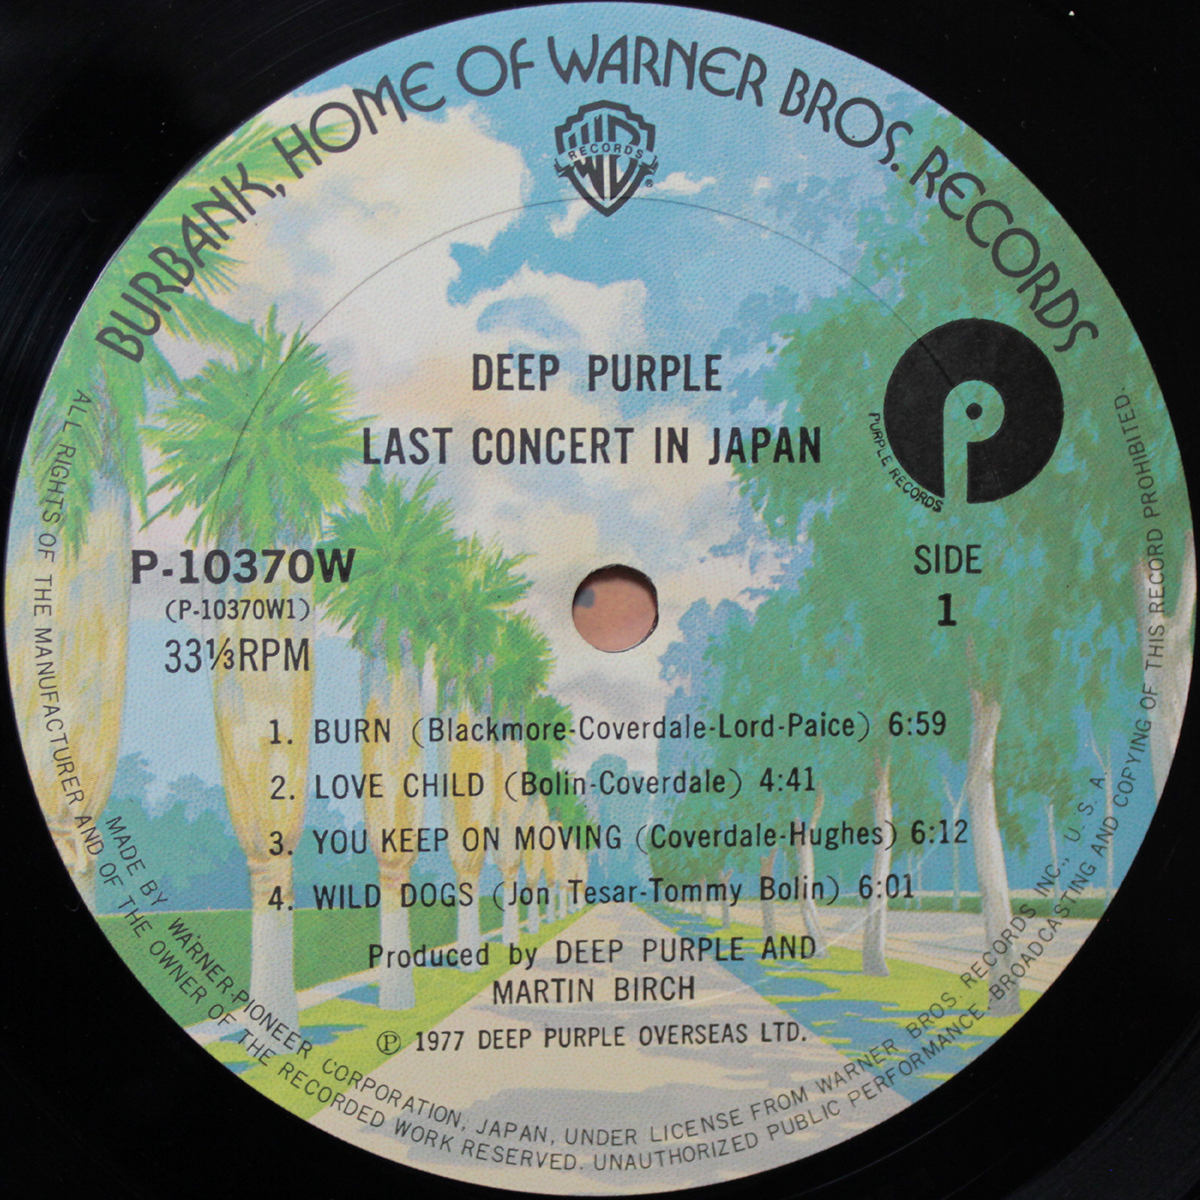 BURBANK, HOME OF WARNER BROS. RECORDS
WB RECORDS ®
DEEP PURPLE
LAST CONCERT IN JAPAN
PURPLE RECORDS
P-10370W
(P-10370W1)
33⅓RPM
SIDE
1
1. BURN (Blackmore-Coverdale-Lord-Paice) 6:59
2. LOVE CHILD (Bolin-Coverdale) 4:41
3. YOU KEEP ON MOVING (Coverdale-Hughes) 6:12
4. WILD DOGS (Jon Tesar-Tommy Bolin) 6:01
Produced by DEEP PURPLE AND
MARTIN BIRCH
℗ 1977 DEEP PURPLE OVERSEAS LTD.
MADE BY WARNER-PIONEER CORPORATION, JAPAN, UNDER LICENSE FROM WARNER BROS. RECORDS INC., U. S. A
ALL RIGHTS OF THE MANUFACTURER AND OF THE OWNER OF THE RECORDED WORK RESERVED. UNAUTHORIZED PUBLIC PERFORMANCE. BROADCASTING AND COPYING OF THIS RECORD PROHIBITED.